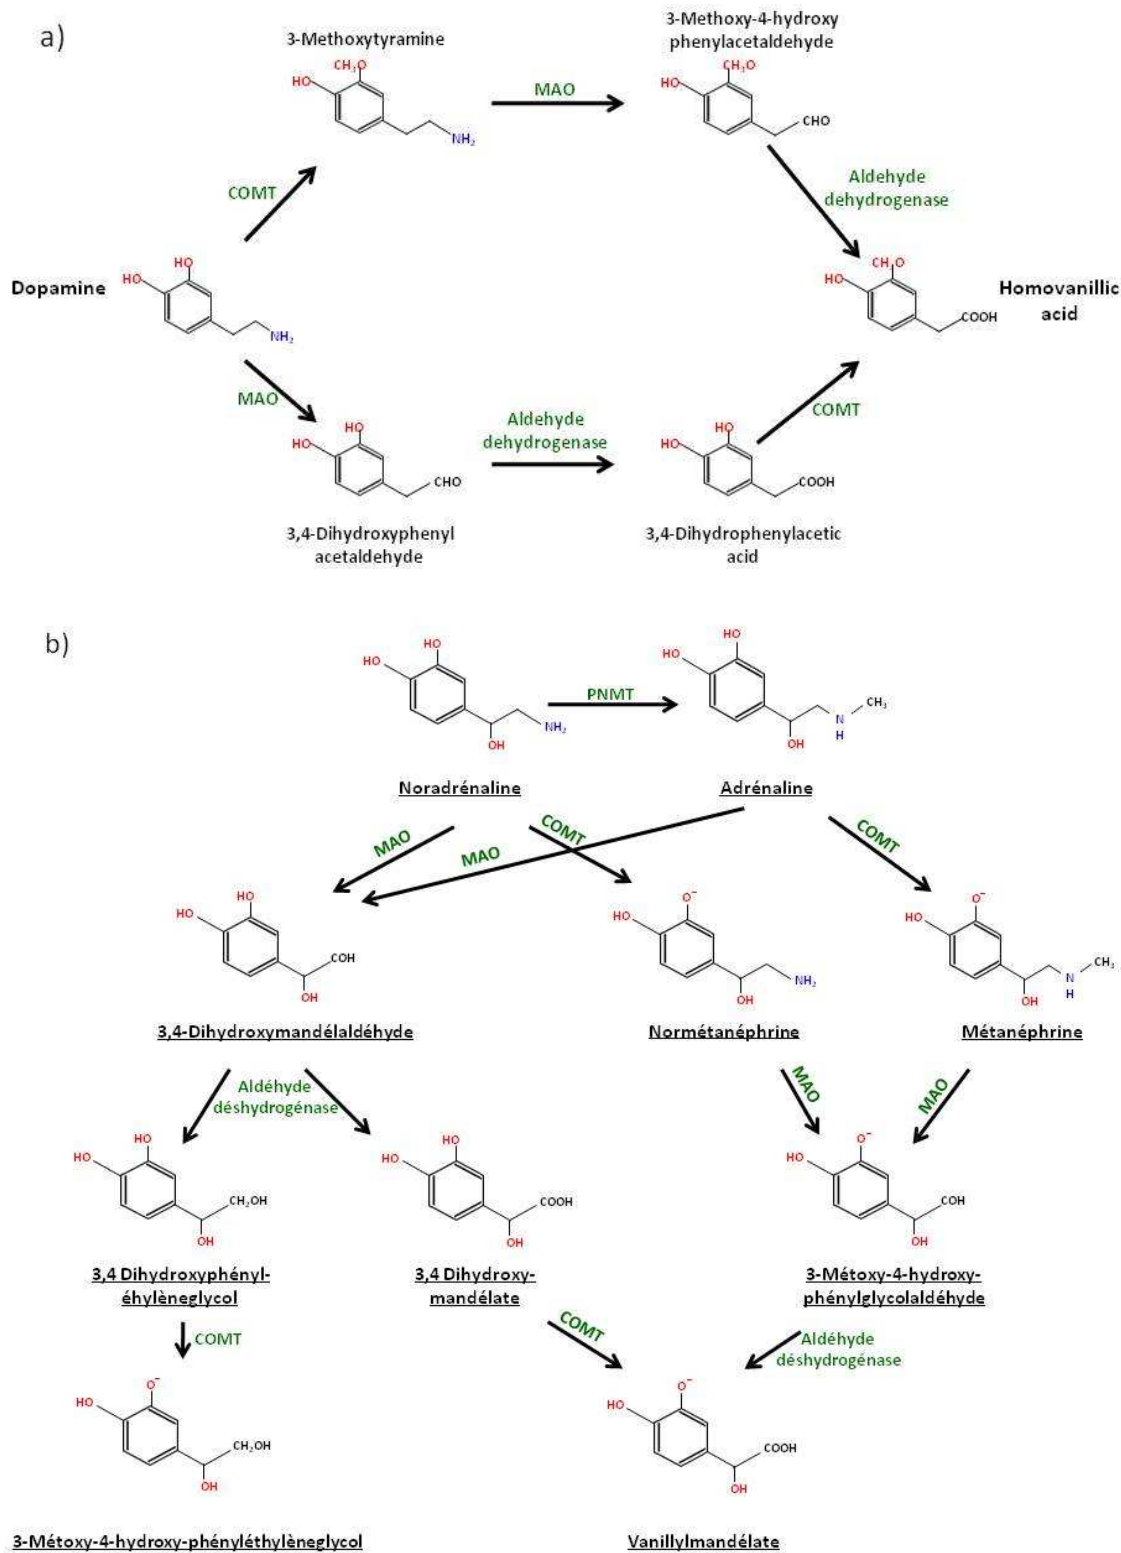 a)
3-Methoxytyramine
3-Methoxy-4-hydroxy
phenylacetaldehyde
CH₃O
HO
NH₂
MAO
CH₃O
HO
CHO
COMT
Aldehyde
dehydrogenase
Dopamine
HO
HO
NH₂
CH₃O
HO
COOH
Homovanillic
acid
MAO
Aldehyde
dehydrogenase
COMT
HO
HO
CHO
HO
HO
COOH
3,4-Dihydroxyphenyl
acetaldehyde
3,4-Dihydrophenylacetic
acid
b)
HO
HO
OH
NH₂
PNMT
HO
HO
OH
N
H
CH₃
Noradrénaline
Adrénaline
MAO
COMT
MAO
COMT
HO
HO
COH
OH
O⁻
HO
OH
NH₂
O⁻
HO
OH
N
H
CH₃
3,4-Dihydroxymandélaldéhyde
Normétanéphrine
Métanéphrine
Aldéhyde
déshydrogénase
MAO
MAO
HO
HO
CH₂OH
OH
HO
HO
COOH
OH
O⁻
HO
COH
OH
3,4 Dihydroxyphényl-
éhylèneglycol
3,4 Dihydroxy-
mandélate
3-Métoxy-4-hydroxy-
phénylglycolaldéhyde
COMT
COMT
Aldéhyde
déshydrogénase
O⁻
HO
CH₂OH
OH
O⁻
HO
COOH
OH
3-Métoxy-4-hydroxy-phényléthylèneglycol
Vanillylmandélate